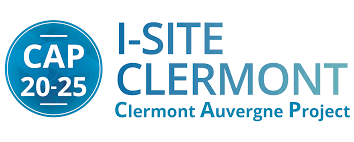 CAP
20-25
I-SITE
CLERMONT
Clermont Auvergne Project